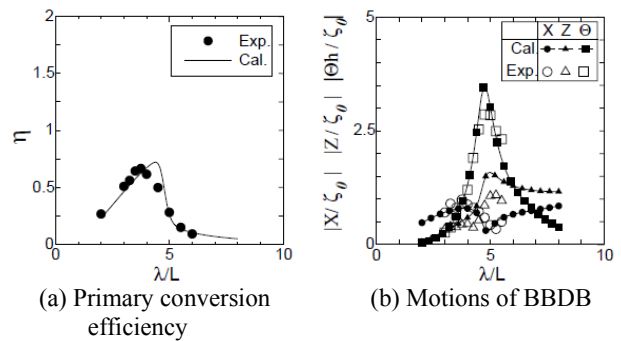 2
1.5
1
0.5
0
0 5 10
η
λ/L
Exp.
Cal.
(a) Primary conversion
efficiency
5
2.5
0
0 5 10
|X/ζ₀| |Z/ζ₀| |Θh/ζ₀|
λ/L
X Z Θ
Cal.
Exp.
(b) Motions of BBDB